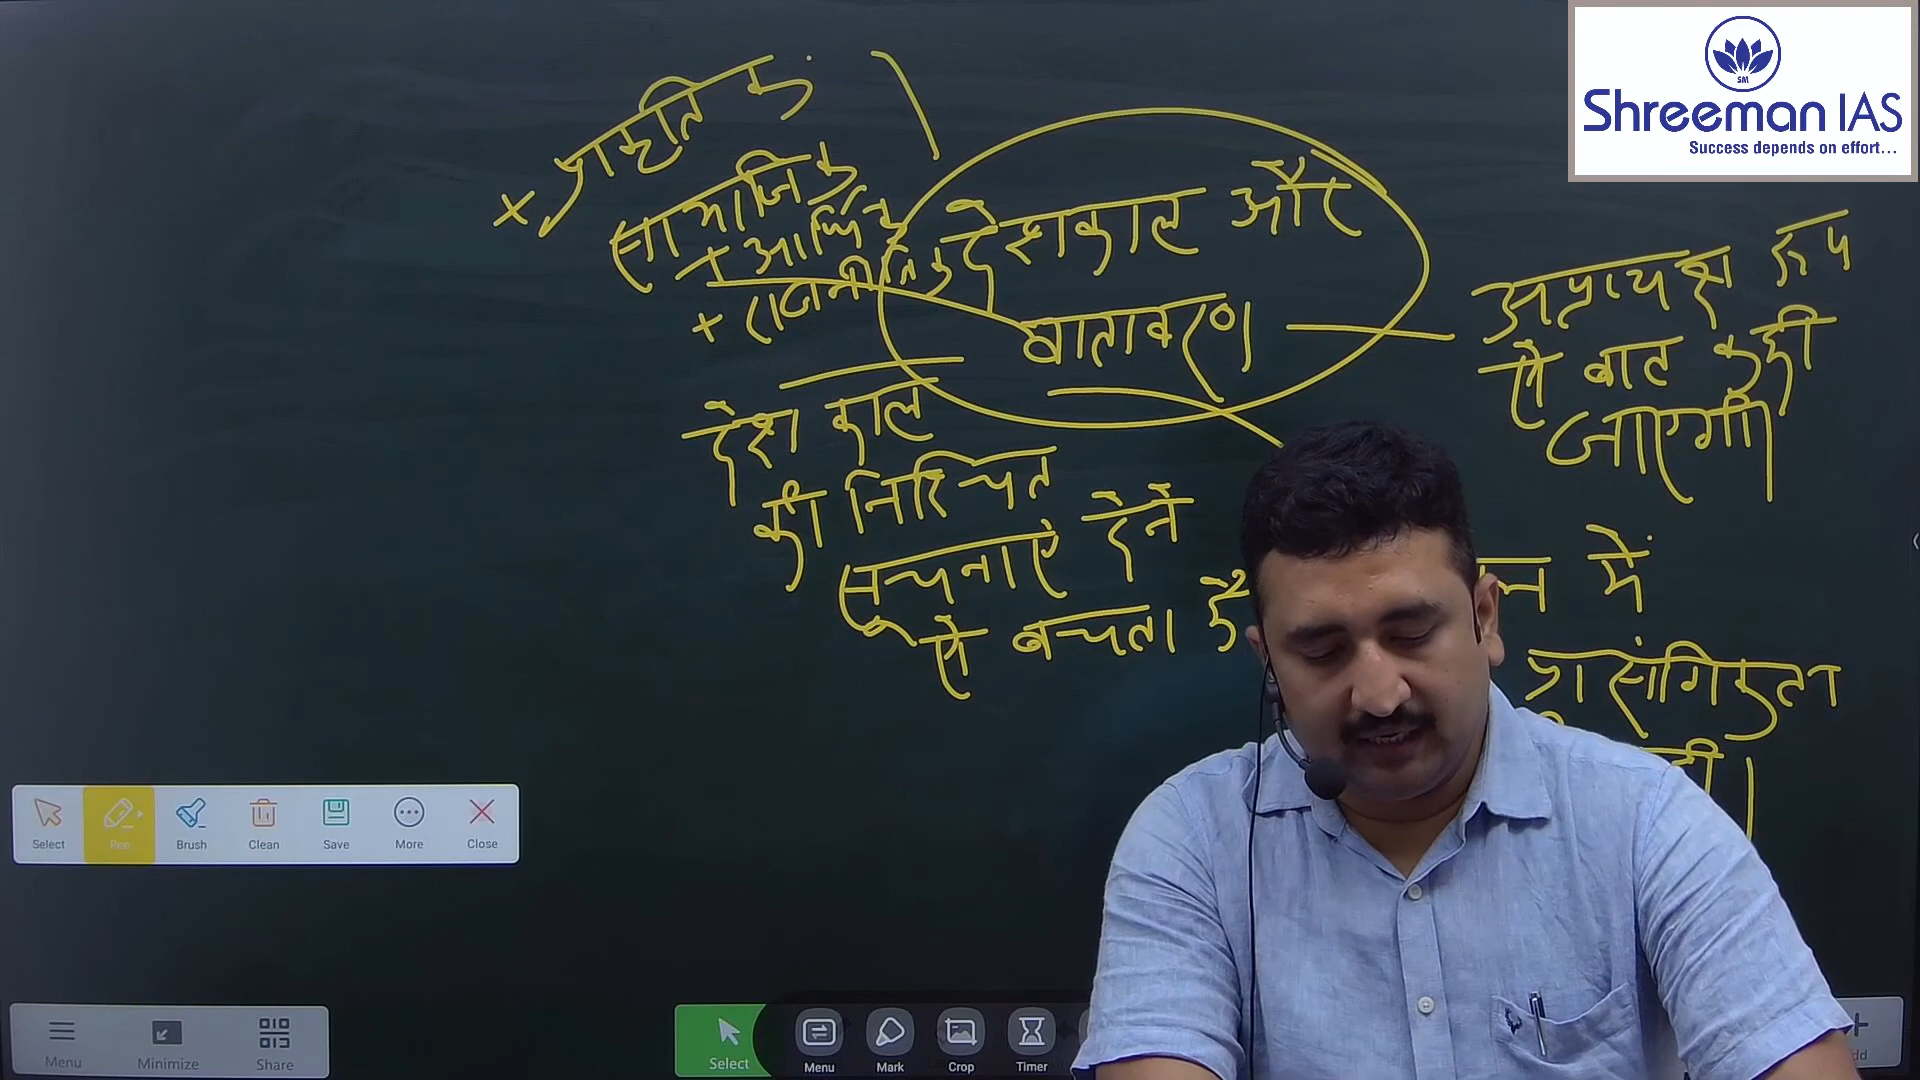 SM
Shreeman IAS
Success depends on effort...
प्राकृतिक
+
सामाजिक
+ आर्थिक
+ राजनीतिक
देशकाल और
वातावरण
अप्रत्यक्ष रूप
से बात कही
जाएगी
देश काल
की निश्चित
सूचनाएं देने
से बचता है
में
प्रासंगिकता
Select
Pen
Brush
Clean
Save
More
Close
Menu
Minimize
Share
Select
Menu
Mark
Crop
Timer